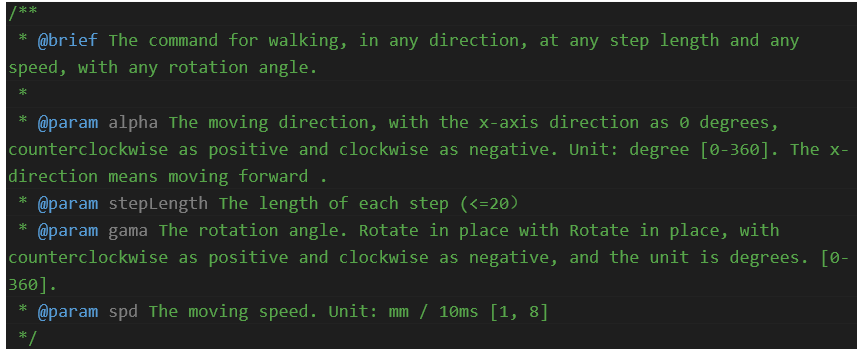 /**
 * @brief The command for walking, in any direction, at any step length and any
speed, with any rotation angle.
 *
 * @param alpha The moving direction, with the x-axis direction as 0 degrees,
counterclockwise as positive and clockwise as negative. Unit: degree [0-360]. The x-
direction means moving forward .
 * @param stepLength The length of each step (<=20）
 * @param gama The rotation angle. Rotate in place with Rotate in place, with
counterclockwise as positive and clockwise as negative, and the unit is degrees. [0-
360].
 * @param spd The moving speed. Unit: mm / 10ms [1, 8]
 */